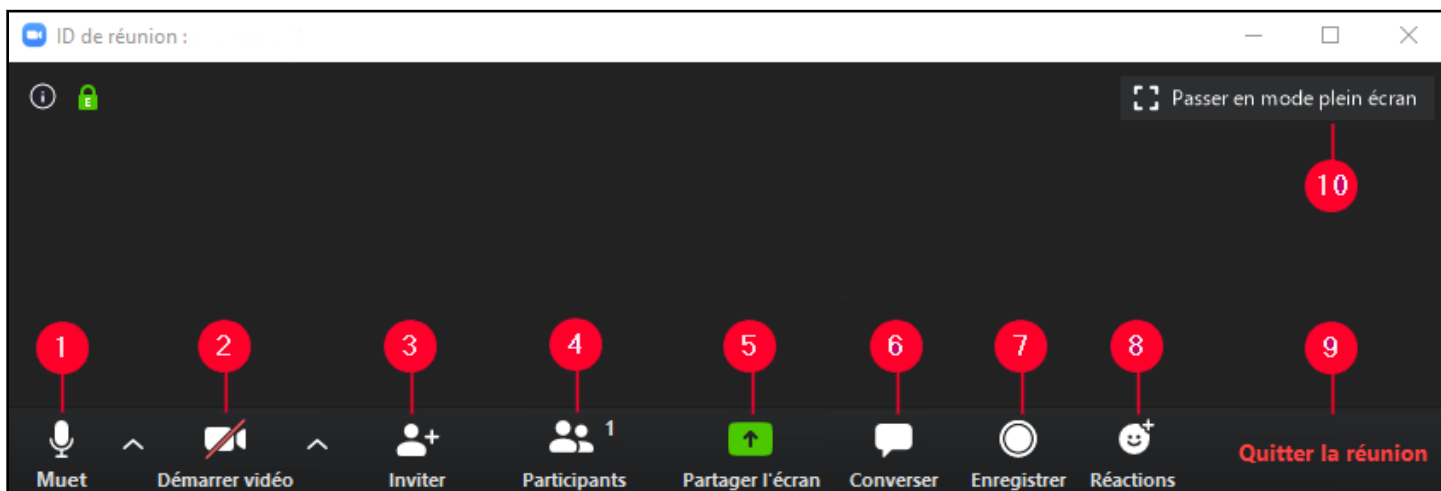 ID de réunion :
E
Passer en mode plein écran
10
1 2 3 4 5 6 7 8 9
1
Muet Démarrer vidéo Inviter Participants Partager l'écran Converser Enregistrer Réactions Quitter la réunion